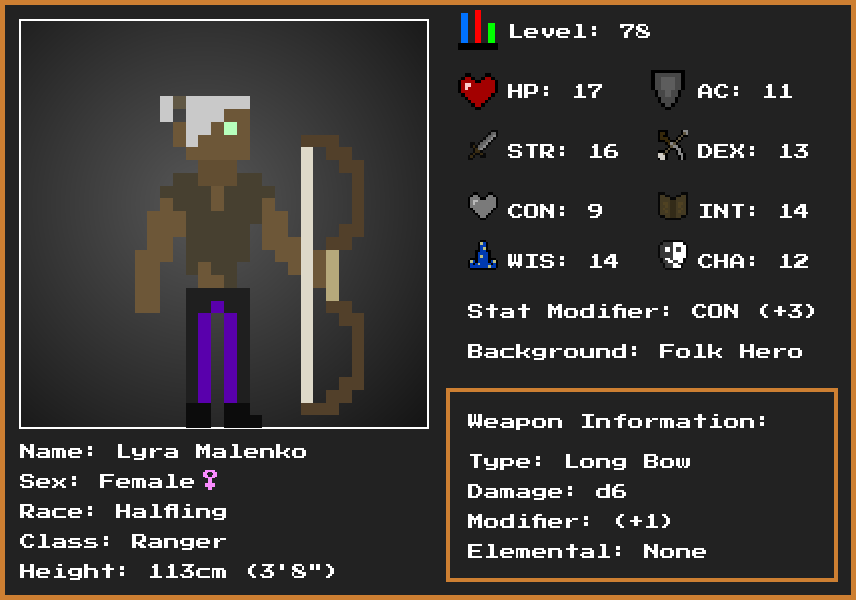 Level: 78
HP: 17 AC: 11
STR: 16 DEX: 13
CON: 9 INT: 14
WIS: 14 CHA: 12
Stat Modifier: CON (+3)
Background: Folk Hero
Weapon Information:
Type: Long Bow
Damage: d6
Modifier: (+1)
Elemental: None
Name: Lyra Malenko
Sex: Female♀
Race: Halfling
Class: Ranger
Height: 113cm (3'8")